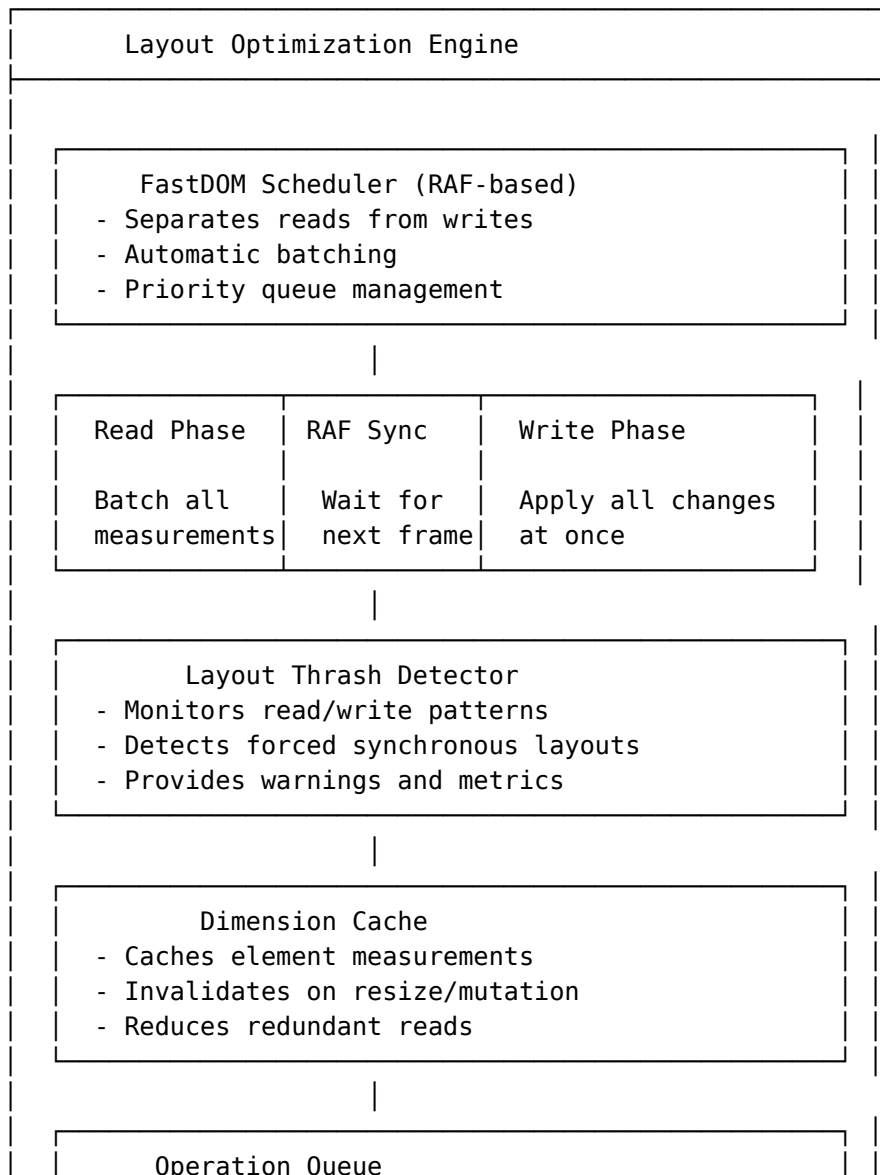 Layout Optimization Engine
FastDOM Scheduler (RAF-based)
- Separates reads from writes
- Automatic batching
- Priority queue management
Read Phase RAF Sync Write Phase
Batch all Wait for Apply all changes
measurements next frame at once
Layout Thrash Detector
- Monitors read/write patterns
- Detects forced synchronous layouts
- Provides warnings and metrics
Dimension Cache
- Caches element measurements
- Invalidates on resize/mutation
- Reduces redundant reads
Operation Queue